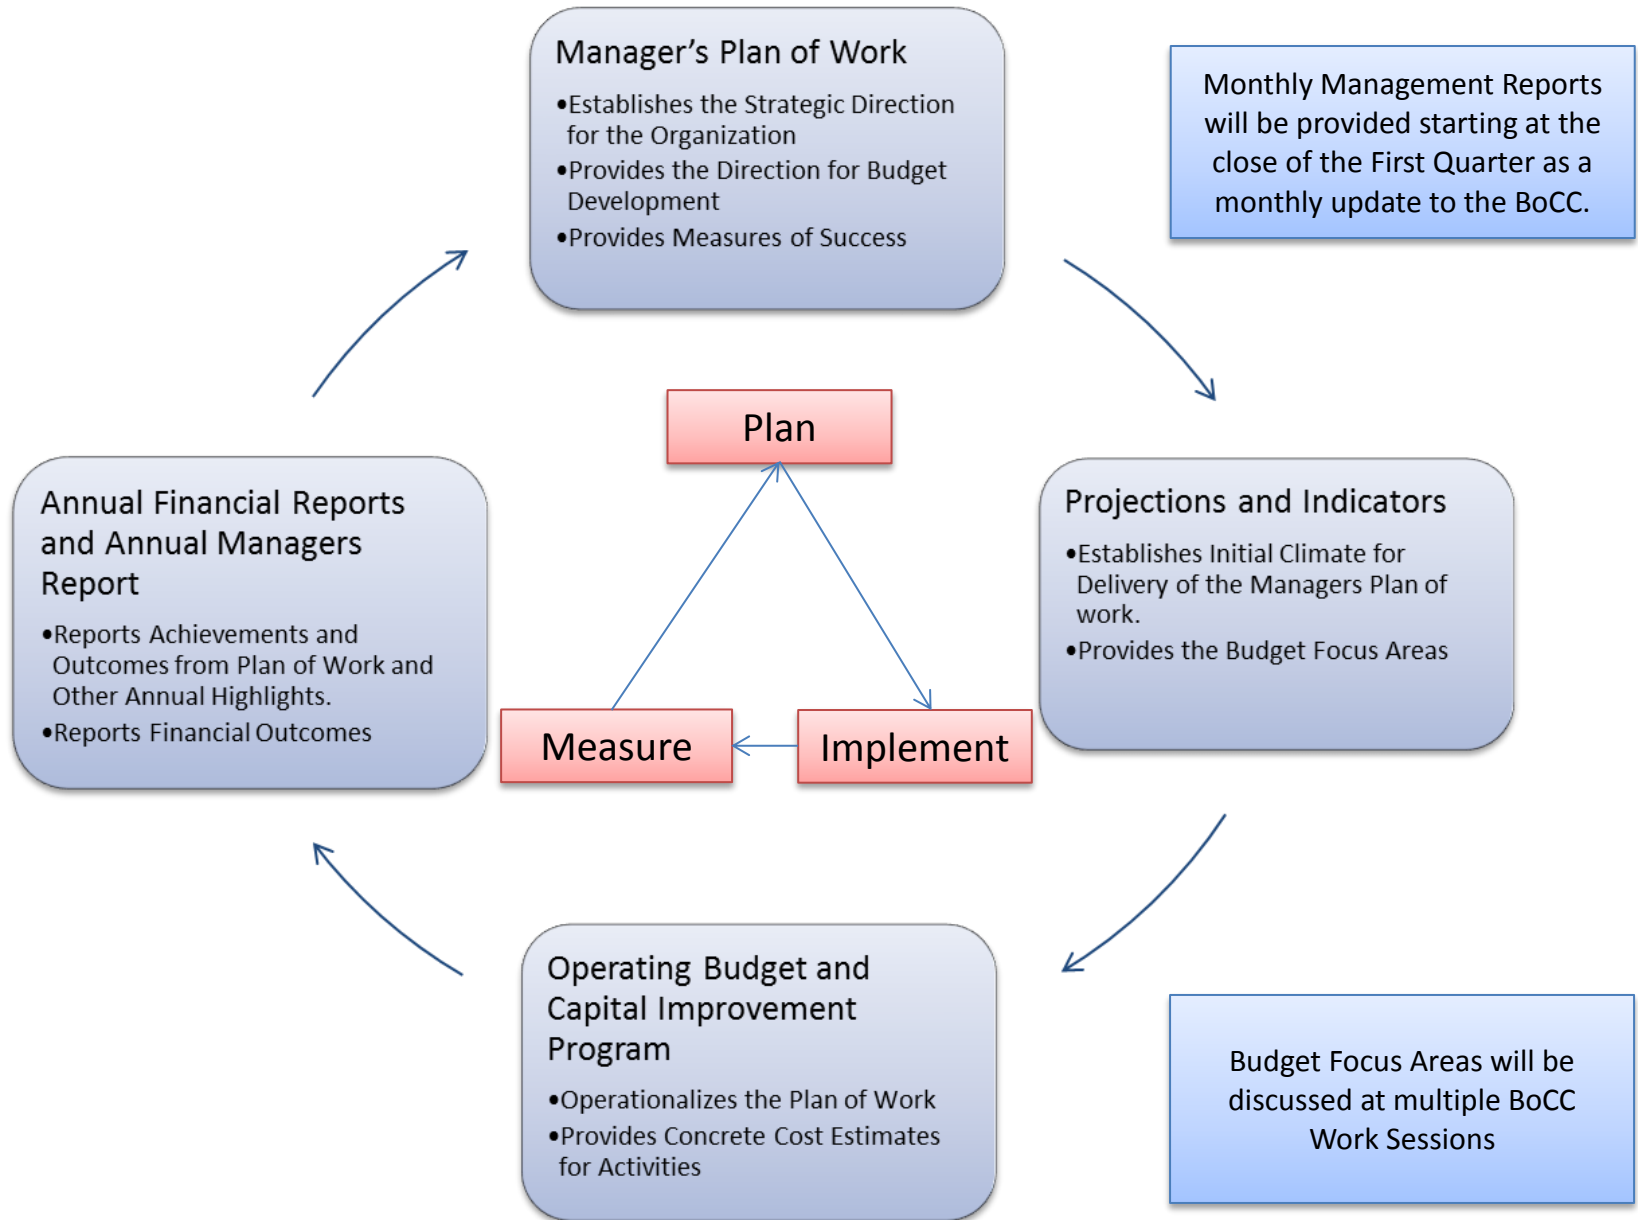 Manager’s Plan of Work
•Establishes the Strategic Direction
for the Organization
•Provides the Direction for Budget
Development
•Provides Measures of Success
Monthly Management Reports
will be provided starting at the
close of the First Quarter as a
monthly update to the BoCC.
Plan
Annual Financial Reports
and Annual Managers
Report
•Reports Achievements and
Outcomes from Plan of Work and
Other Annual Highlights.
•Reports Financial Outcomes
Projections and Indicators
•Establishes Initial Climate for
Delivery of the Managers Plan of
work.
•Provides the Budget Focus Areas
Measure
Implement
Operating Budget and
Capital Improvement
Program
•Operationalizes the Plan of Work
•Provides Concrete Cost Estimates
for Activities
Budget Focus Areas will be
discussed at multiple BoCC
Work Sessions